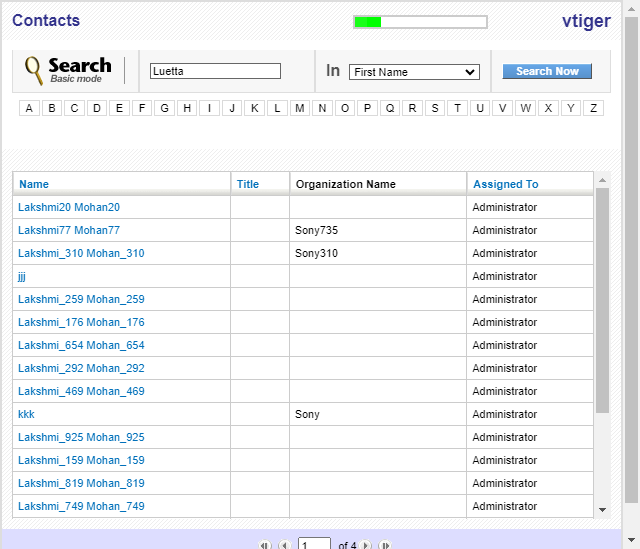 Contacts vtiger
Search Luetta In First Name Search Now
Basic mode
A B C D E F G H I J K L M N O P Q R S T U V W X Y Z
Name Title Organization Name Assigned To
Lakshmi20 Mohan20 Administrator
Lakshmi77 Mohan77 Sony735 Administrator
Lakshmi_310 Mohan_310 Sony310 Administrator
jjj Administrator
Lakshmi_259 Mohan_259 Administrator
Lakshmi_176 Mohan_176 Administrator
Lakshmi_654 Mohan_654 Administrator
Lakshmi_292 Mohan_292 Administrator
Lakshmi_469 Mohan_469 Administrator
kkk Sony Administrator
Lakshmi_925 Mohan_925 Administrator
Lakshmi_159 Mohan_159 Administrator
Lakshmi_819 Mohan_819 Administrator
Lakshmi_749 Mohan_749 Administrator
1 of 4